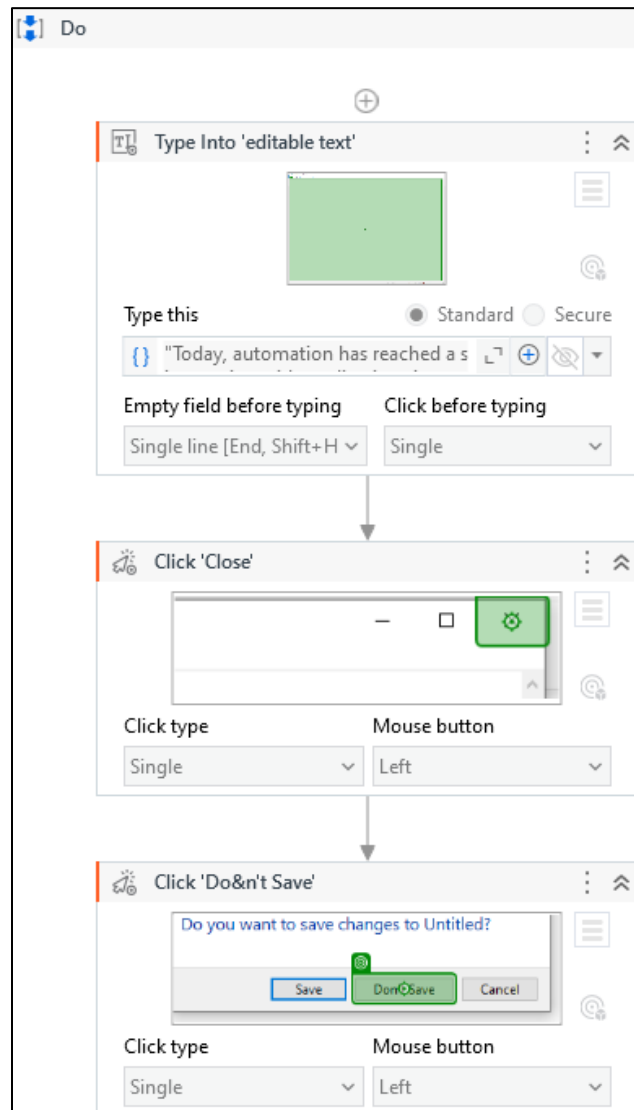 Do
Type Into 'editable text'
Type this
Standard Secure
{} "Today, automation has reached a s
Empty field before typing Click before typing
Single line [End, Shift+H Single
Click 'Close'
Click type Mouse button
Single Left
Click 'Do&n't Save'
Do you want to save changes to Untitled?
Save Don Save Cancel
Click type Mouse button
Single Left